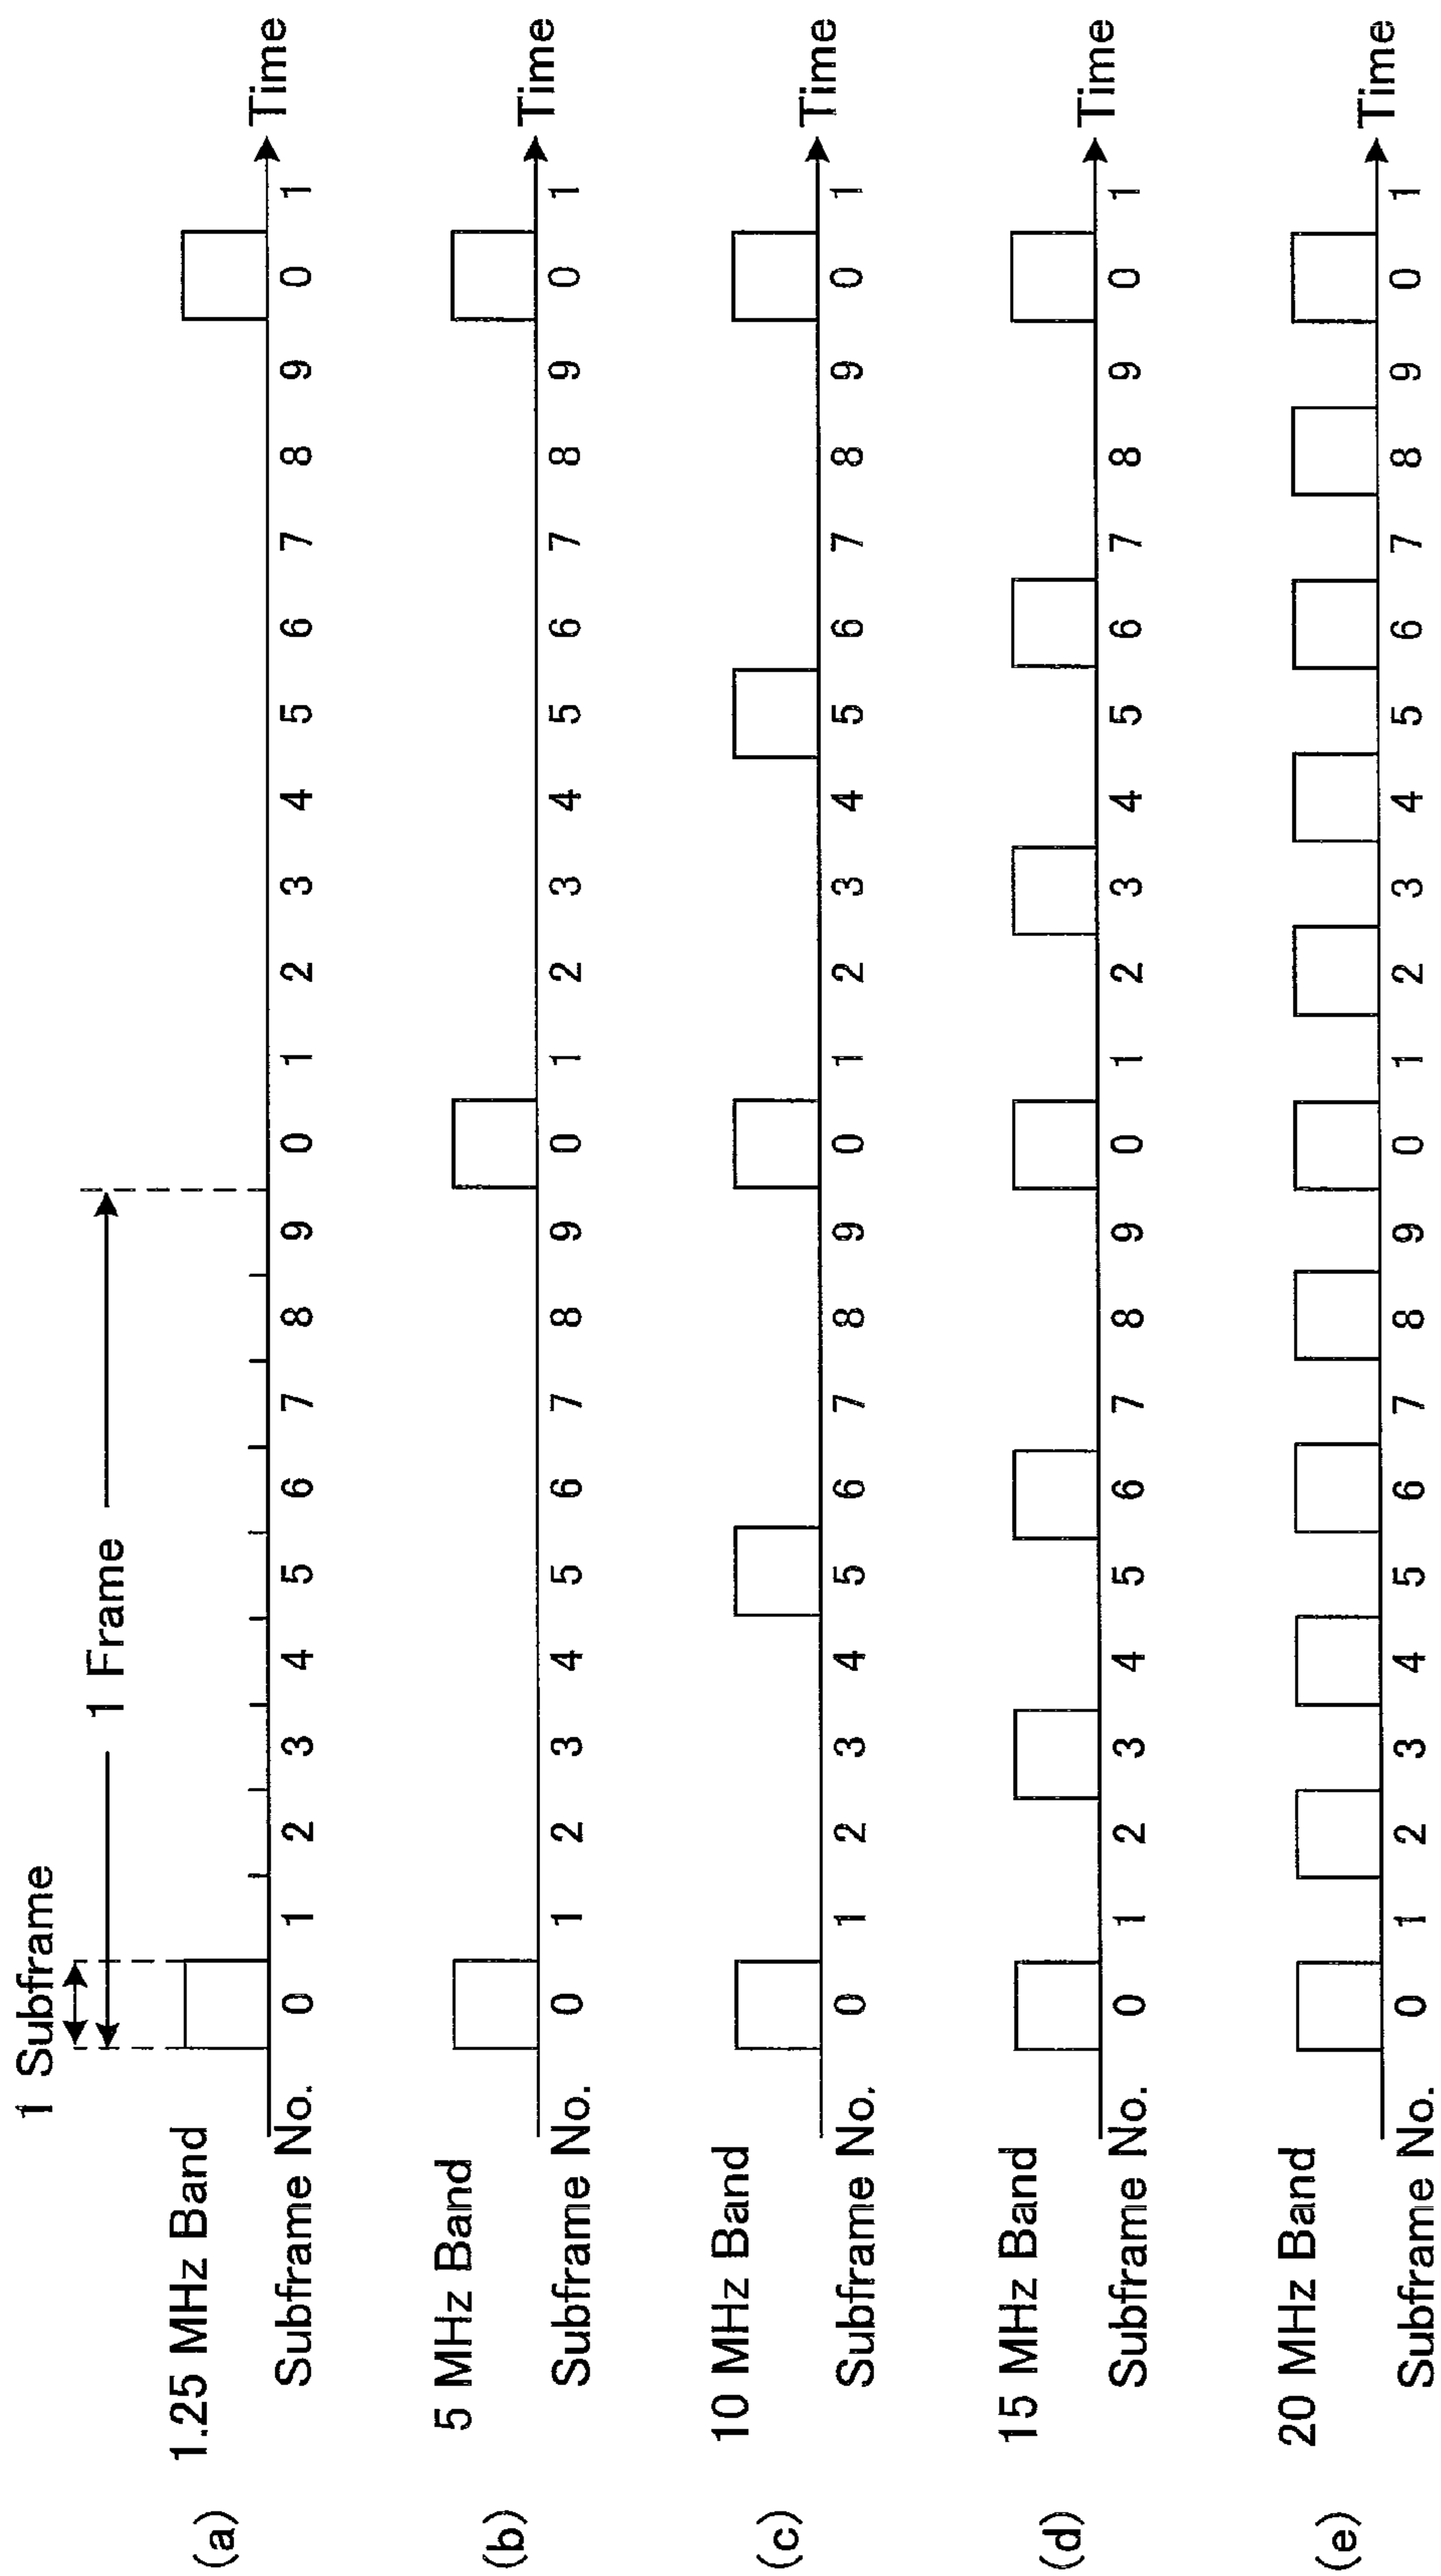 1 Subframe
1 Frame
(a)
1.25 MHz Band
Time
Subframe No. 0 1 2 3 4 5 6 7 8 9 0 1 2 3 4 5 6 7 8 9 0 1
(b)
5 MHz Band
Time
Subframe No. 0 1 2 3 4 5 6 7 8 9 0 1 2 3 4 5 6 7 8 9 0 1
(c)
10 MHz Band
Time
Subframe No. 0 1 2 3 4 5 6 7 8 9 0 1 2 3 4 5 6 7 8 9 0 1
(d)
15 MHz Band
Time
Subframe No. 0 1 2 3 4 5 6 7 8 9 0 1 2 3 4 5 6 7 8 9 0 1
(e)
20 MHz Band
Time
Subframe No. 0 1 2 3 4 5 6 7 8 9 0 1 2 3 4 5 6 7 8 9 0 1